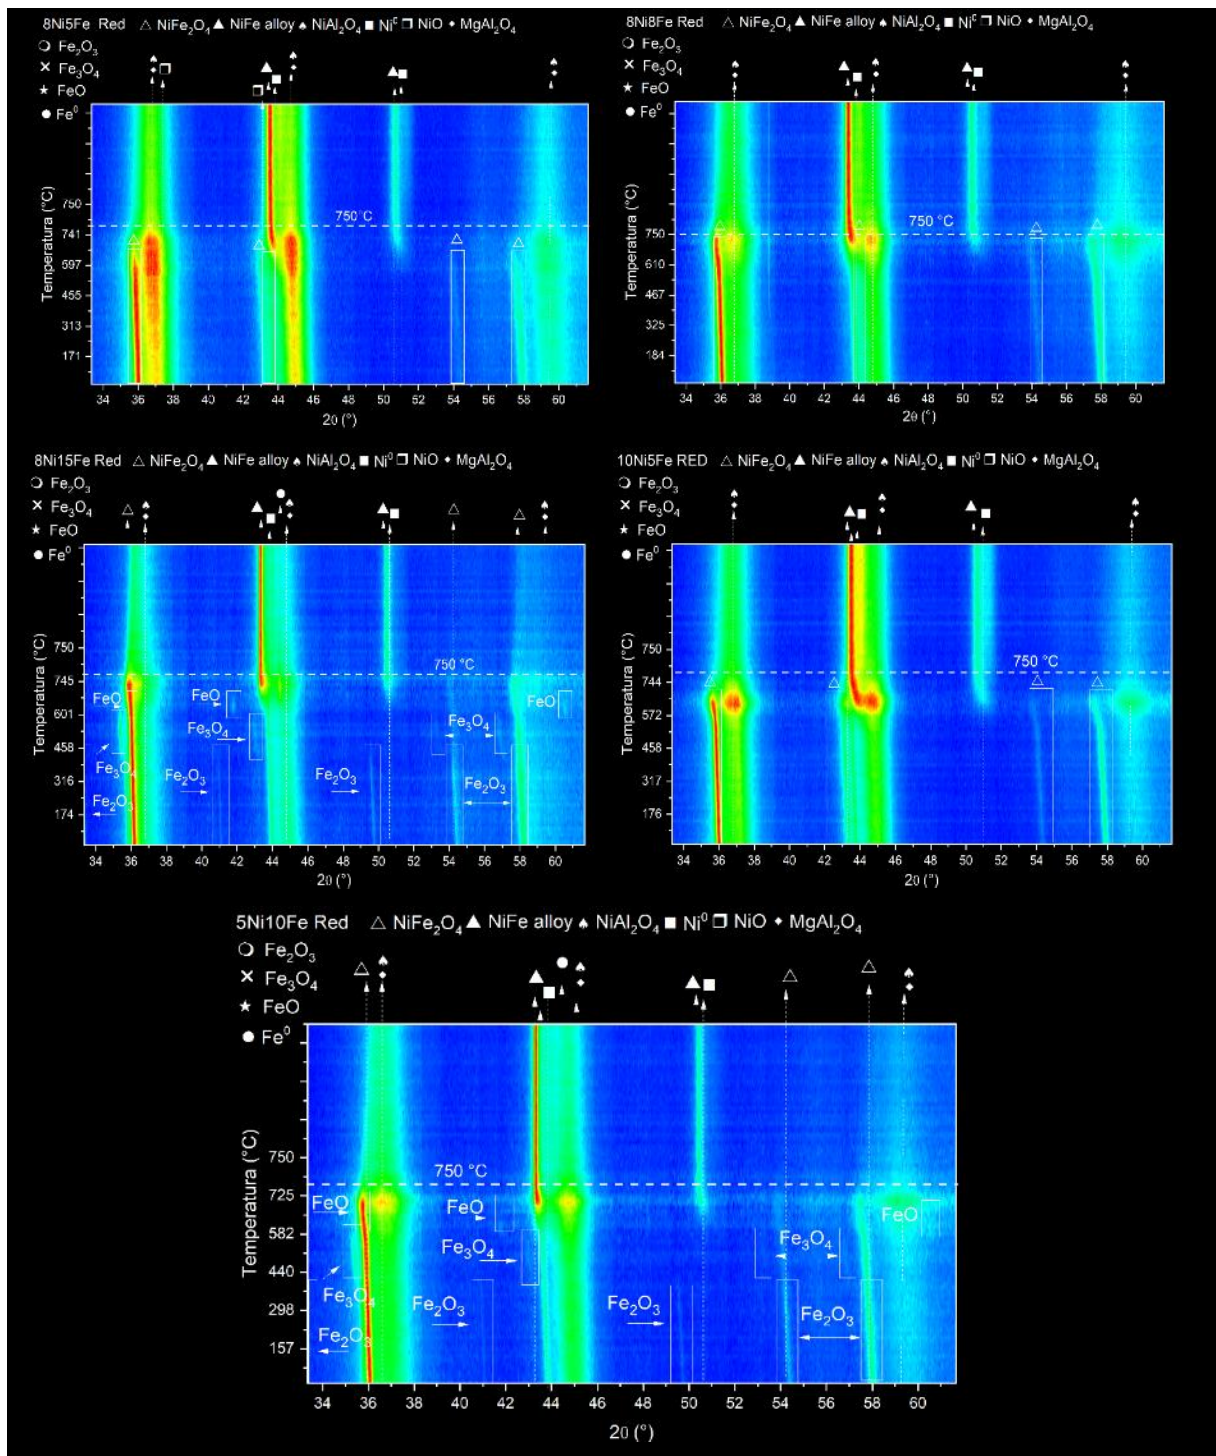 8Ni5Fe Red △ NiFe₂O₄ ▲ NiFe alloy ♠ NiAl₂O₄ ■ Ni⁰ ❒ NiO ⬩ MgAl₂O₄
❍ Fe₂O₃
✕ Fe₃O₄
★ FeO
● Fe⁰
Temperatura (°C)
750
741
597
455
313
171
750°C
34 36 38 40 42 44 46 48 50 52 54 56 58 60
2θ (°)
8Ni8Fe Red △ NiFe₂O₄ ▲ NiFe alloy ♠ NiAl₂O₄ ■ Ni⁰ ❒ NiO ⬩ MgAl₂O₄
❍ Fe₂O₃
✕ Fe₃O₄
★ FeO
● Fe⁰
Temperatura (°C)
750
610
467
325
184
750 °C
34 36 38 40 42 44 46 48 50 52 54 56 58 60
2θ (°)
8Ni15Fe Red △ NiFe₂O₄ ▲ NiFe alloy ♠ NiAl₂O₄ ■ Ni⁰ ❒ NiO ⬩ MgAl₂O₄
❍ Fe₂O₃
✕ Fe₃O₄
★ FeO
● Fe⁰
Temperatura (°C)
750
745
601
458
316
174
750 °C
FeO
FeO
FeO
Fe₃O₄
Fe₃O₄
Fe₃O₄
Fe₂O₃
Fe₂O₃
Fe₂O₃
Fe₂O₃
34 36 38 40 42 44 46 48 50 52 54 56 58 60
2θ (°)
10Ni5Fe RED △ NiFe₂O₄ ▲ NiFe alloy ♠ NiAl₂O₄ ■ Ni⁰ ❒ NiO ⬩ MgAl₂O₄
❍ Fe₂O₃
✕ Fe₃O₄
★ FeO
● Fe⁰
Temperatura (°C)
750
744
572
458
317
176
750 °C
34 36 38 40 42 44 46 48 50 52 54 56 58 60
2θ (°)
5Ni10Fe Red △ NiFe₂O₄ ▲ NiFe alloy ♠ NiAl₂O₄ ■ Ni⁰ ❒ NiO ⬩ MgAl₂O₄
❍ Fe₂O₃
✕ Fe₃O₄
★ FeO
● Fe⁰
Temperatura (°C)
750
725
582
440
298
157
750 °C
FeO
FeO
FeO
Fe₃O₄
Fe₃O₄
Fe₃O₄
Fe₂O₃
Fe₂O₃
Fe₂O₃
Fe₂O₃
34 36 38 40 42 44 46 48 50 52 54 56 58 60
2θ (°)